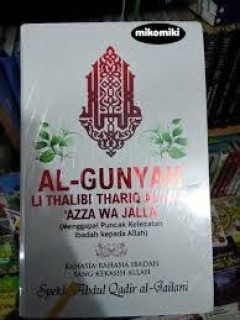 mikomiki
AL-GUNYAH
LI THALIBI THARIQ
'AZZA WA JALLA
(Menggapai Puncak Kelezatan
Ibadah kepada Allah)
RAHASIA-RAHASIA IBADAH
SANG KEKASIH ALLAH
Syekh Abdul Qadir al-Jailani